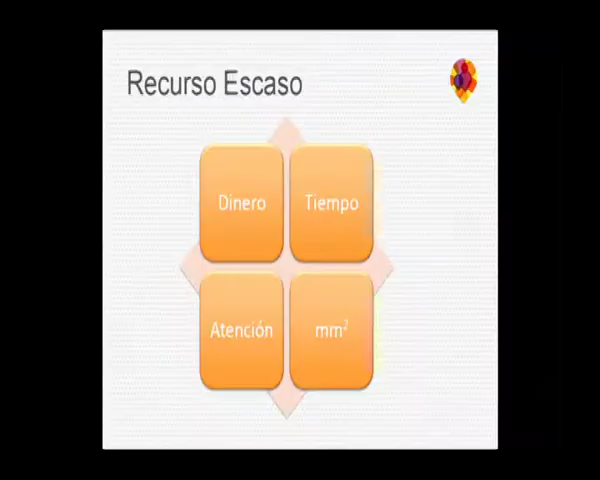 Recurso Escaso
Dinero
Tiempo
Atención
mm²